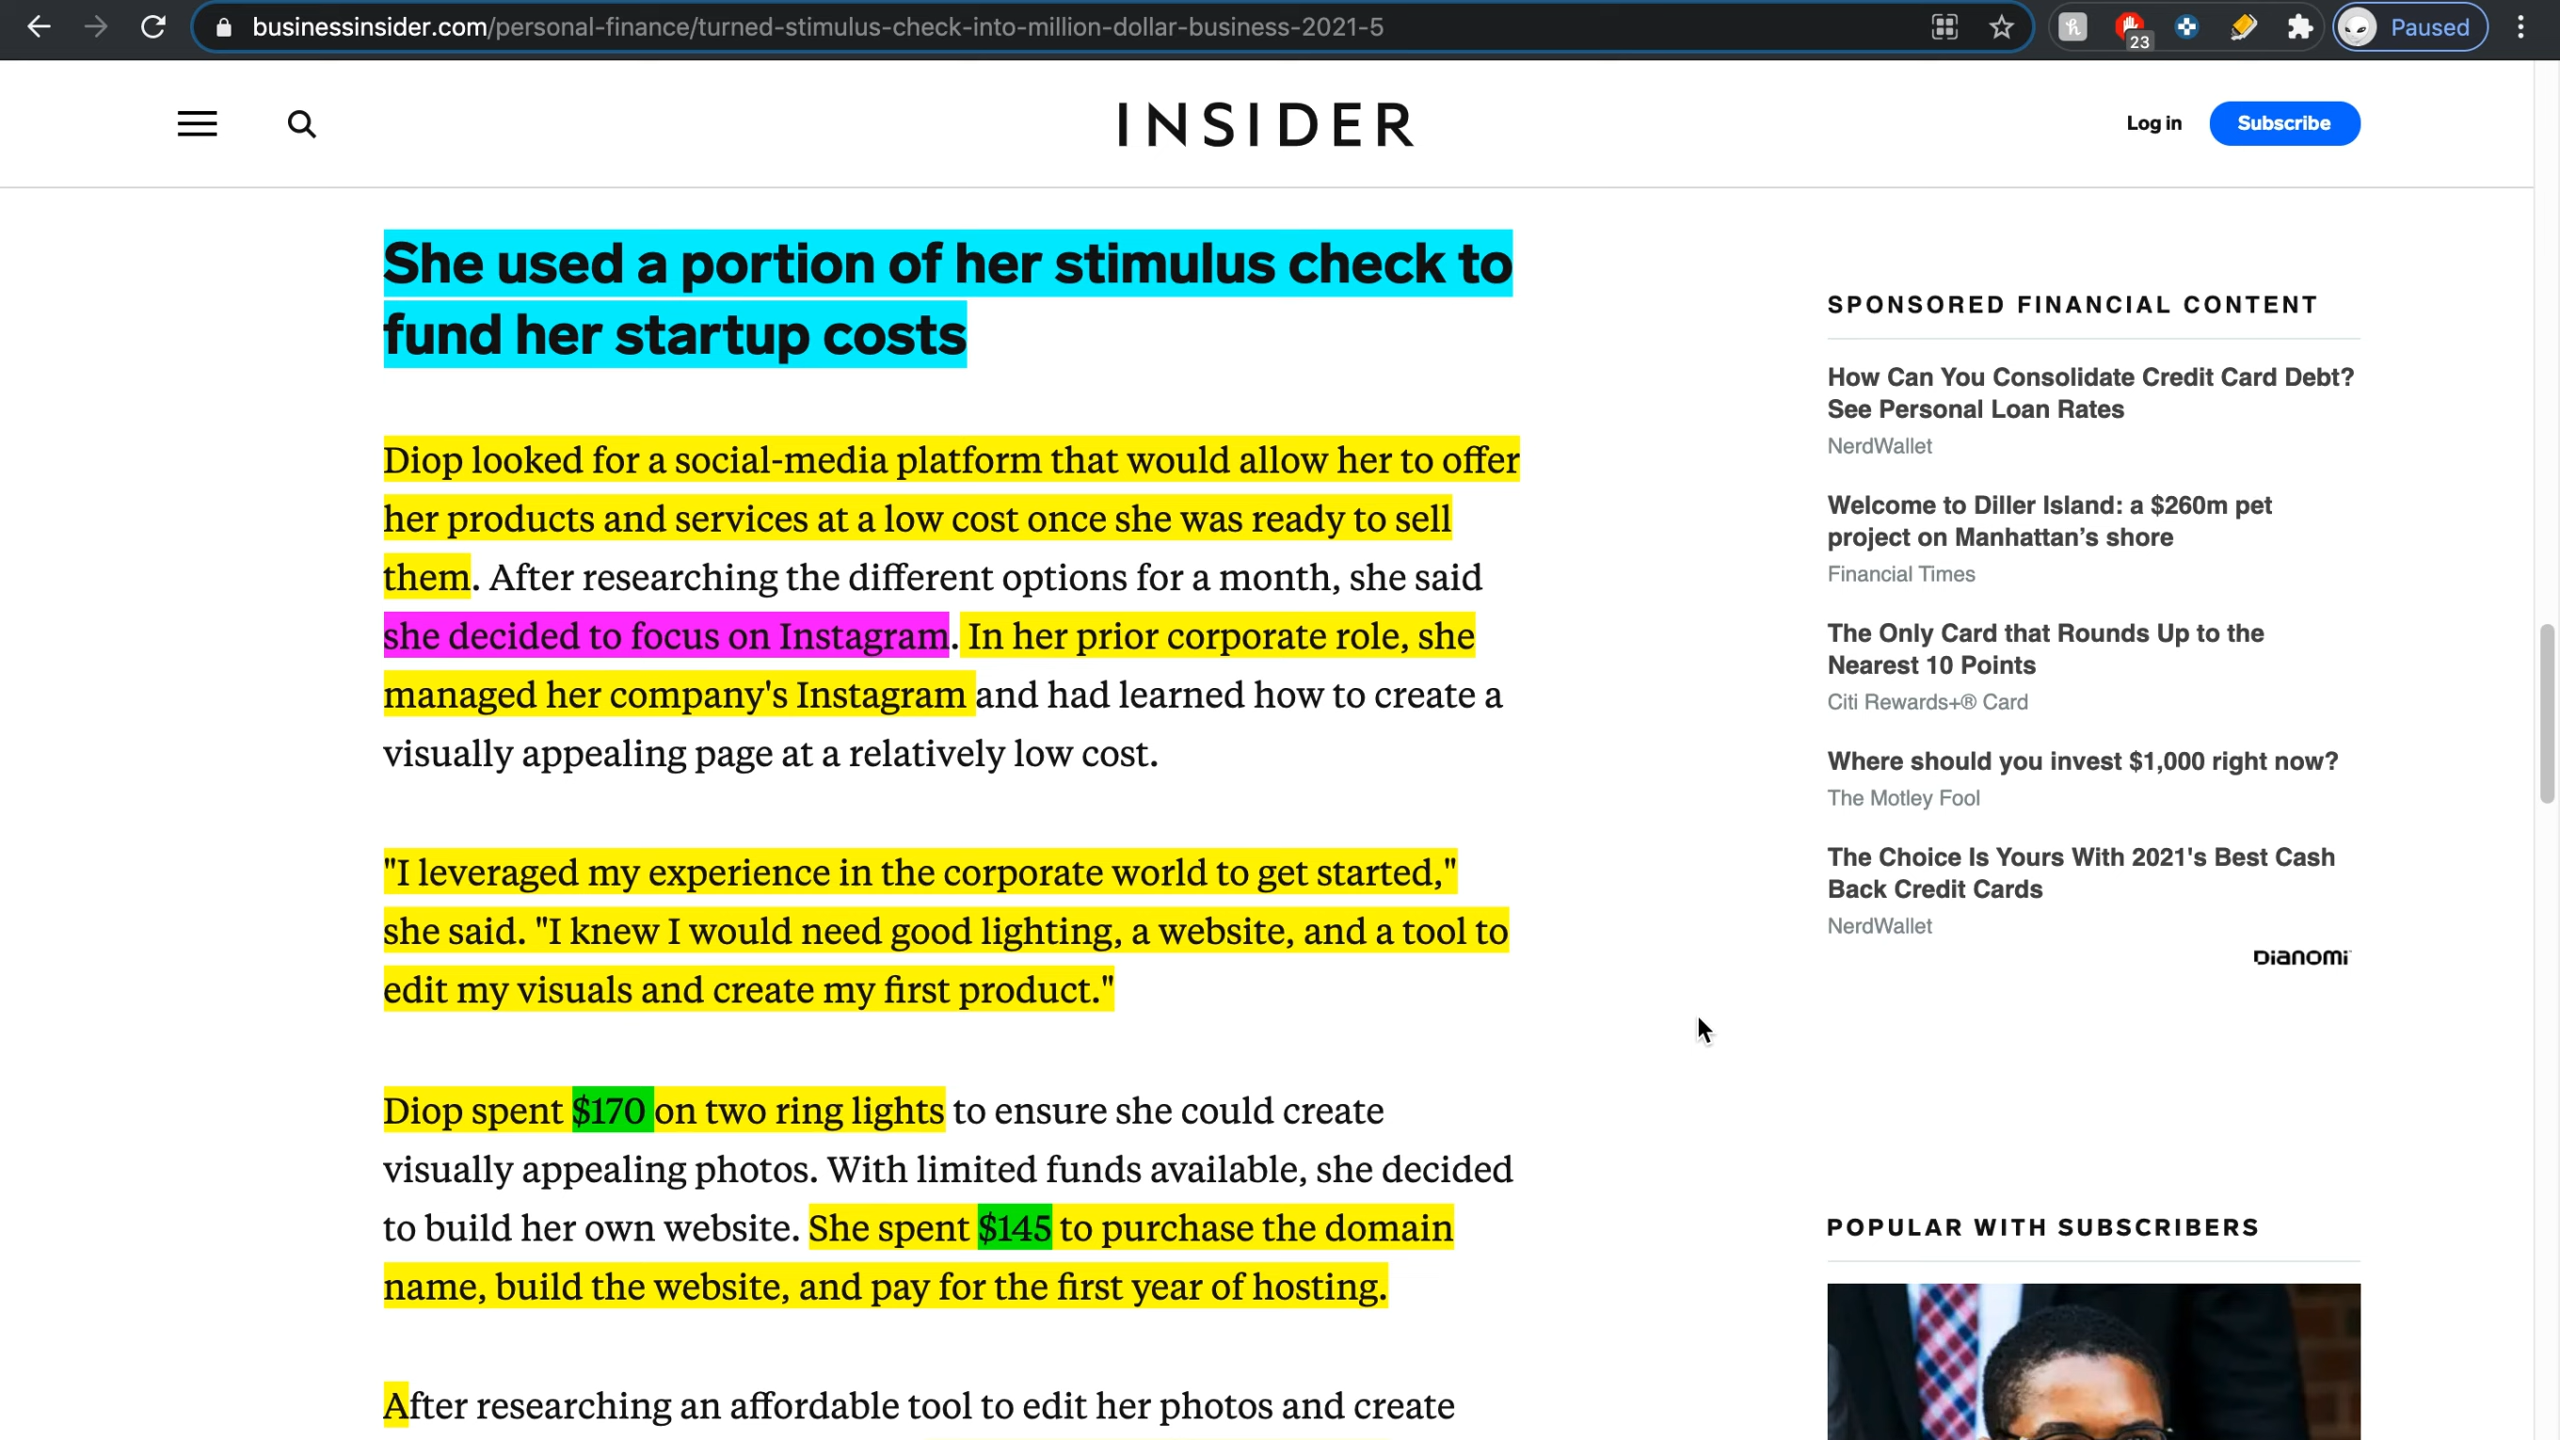 businessinsider.com/personal-finance/turned-stimulus-check-into-million-dollar-business-2021-5
23
Paused
INSIDER
Log in
Subscribe
She used a portion of her stimulus check to
fund her startup costs
Diop looked for a social-media platform that would allow her to offer
her products and services at a low cost once she was ready to sell
them. After researching the different options for a month, she said
she decided to focus on Instagram. In her prior corporate role, she
managed her company's Instagram and had learned how to create a
visually appealing page at a relatively low cost.
"I leveraged my experience in the corporate world to get started,"
she said. "I knew I would need good lighting, a website, and a tool to
edit my visuals and create my first product."
Diop spent $170 on two ring lights to ensure she could create
visually appealing photos. With limited funds available, she decided
to build her own website. She spent $145 to purchase the domain
name, build the website, and pay for the first year of hosting.
After researching an affordable tool to edit her photos and create
SPONSORED FINANCIAL CONTENT
How Can You Consolidate Credit Card Debt?
See Personal Loan Rates
NerdWallet
Welcome to Diller Island: a $260m pet
project on Manhattan’s shore
Financial Times
The Only Card that Rounds Up to the
Nearest 10 Points
Citi Rewards+® Card
Where should you invest $1,000 right now?
The Motley Fool
The Choice Is Yours With 2021's Best Cash
Back Credit Cards
NerdWallet
DIANOMI
POPULAR WITH SUBSCRIBERS